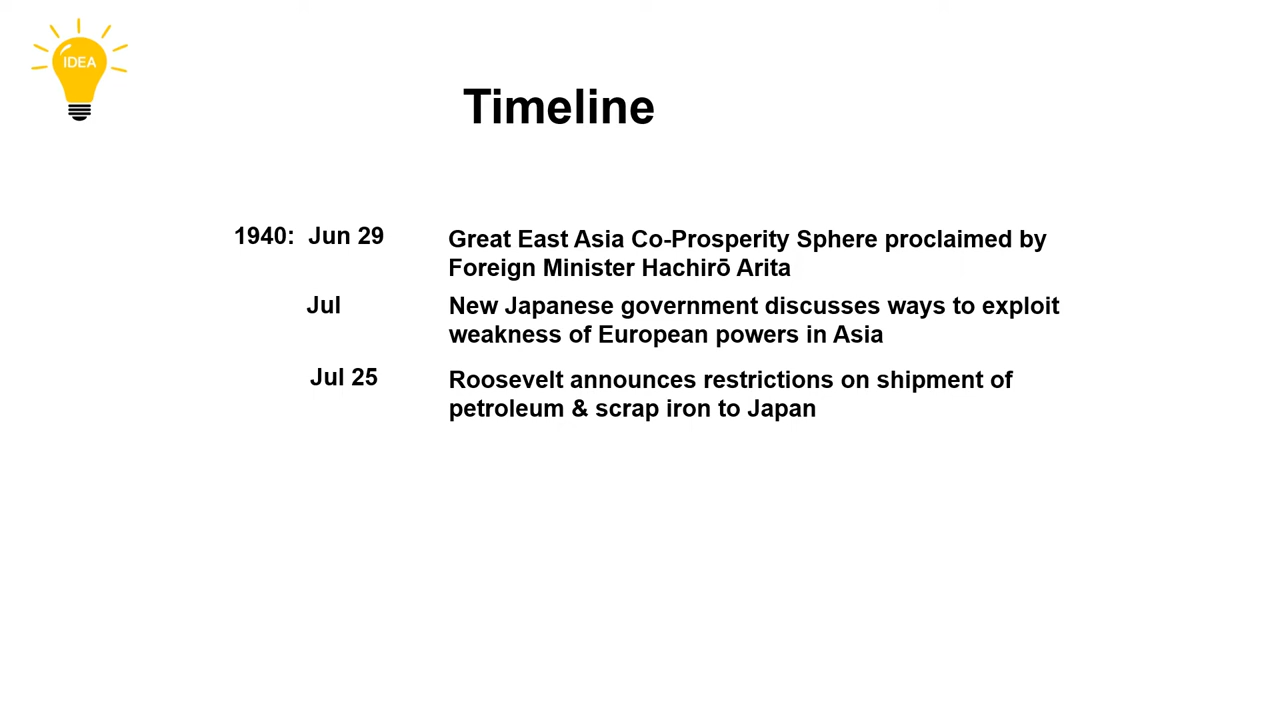 IDEA
Timeline
1940: Jun 29
Great East Asia Co-Prosperity Sphere proclaimed by
Foreign Minister Hachirō Arita
Jul
New Japanese government discusses ways to exploit
weakness of European powers in Asia
Jul 25
Roosevelt announces restrictions on shipment of
petroleum & scrap iron to Japan